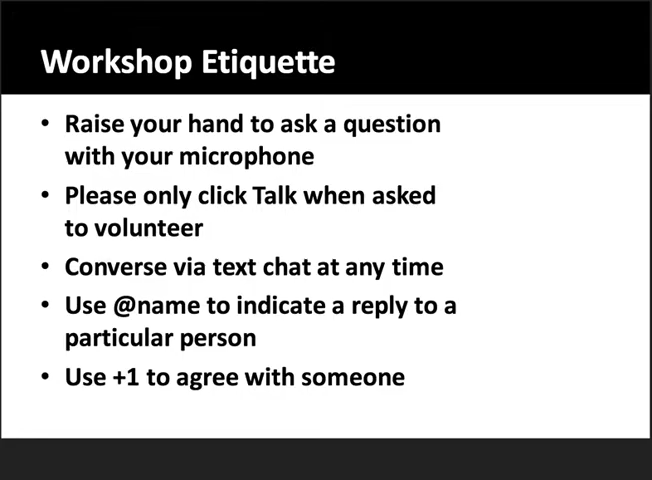 Workshop Etiquette
• Raise your hand to ask a question
with your microphone
• Please only click Talk when asked
to volunteer
• Converse via text chat at any time
• Use @name to indicate a reply to a
particular person
• Use +1 to agree with someone